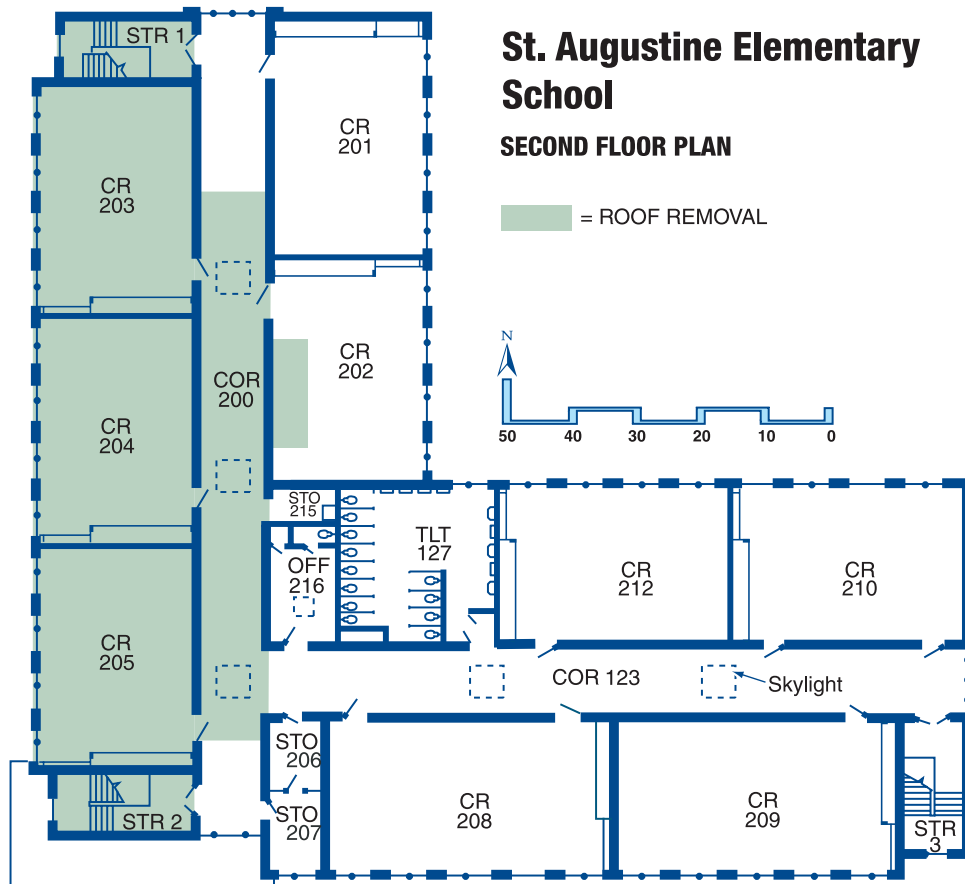 St. Augustine Elementary
School
SECOND FLOOR PLAN
= ROOF REMOVAL
N
50 40 30 20 10 0
STR 1
CR
201
CR
203
CR
202
COR
200
CR
204
STO
215
TLT
127
OFF
216
CR
212
CR
210
CR
205
COR 123
Skylight
STO
206
STO
207
CR
208
CR
209
STR 2
STR
3